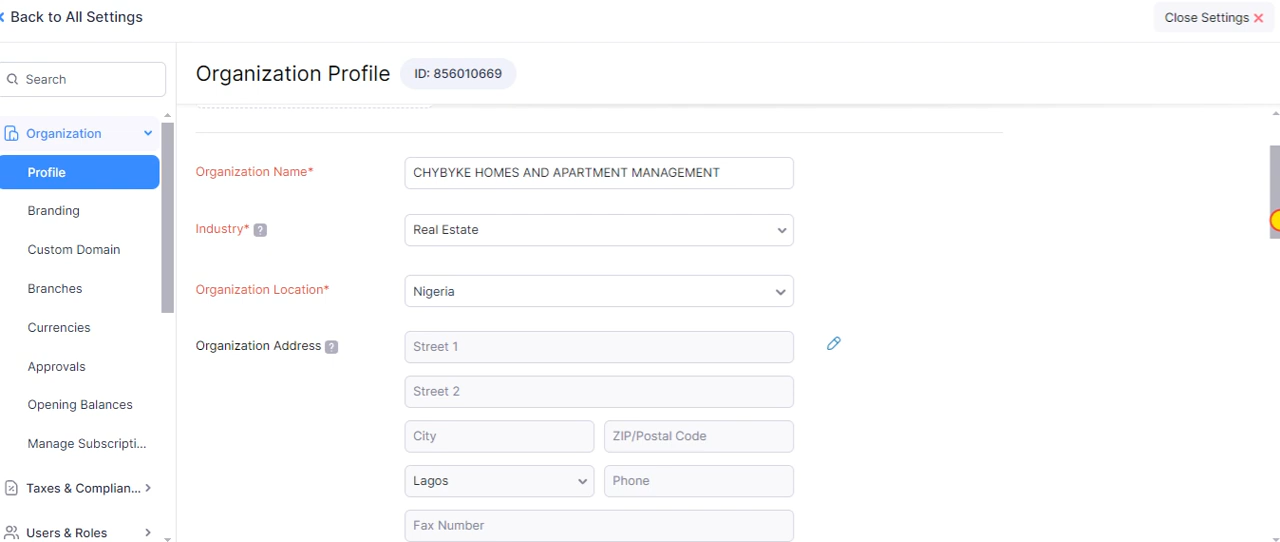 Back to All Settings
Close Settings
Search
Organization Profile
ID: 856010669
Organization
Profile
Branding
Custom Domain
Branches
Currencies
Approvals
Opening Balances
Manage Subscripti...
Taxes & Complian...
Users & Roles
Organization Name*
CHYBYKE HOMES AND APARTMENT MANAGEMENT
Industry* ?
Real Estate
Organization Location*
Nigeria
Organization Address ?
Street 1
Street 2
City
ZIP/Postal Code
Lagos
Phone
Fax Number